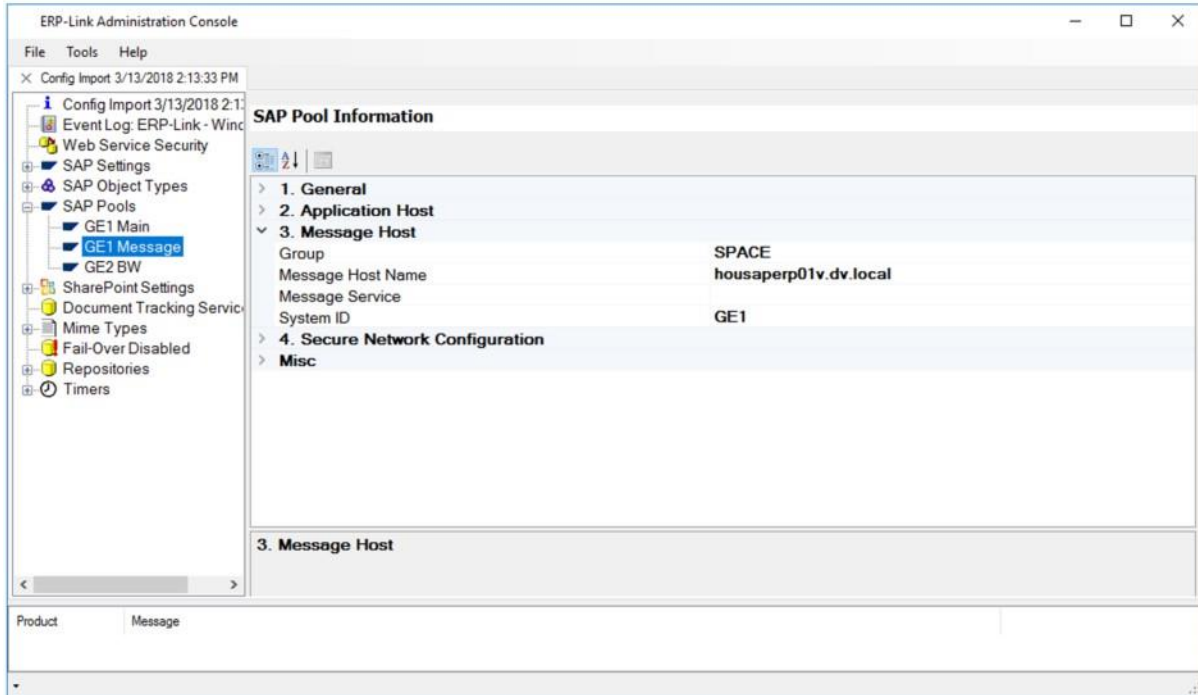 ERP-Link Administration Console
File Tools Help
Config Import 3/13/2018 2:13:33 PM
Config Import 3/13/2018 2:1
Event Log: ERP-Link - Wind
Web Service Security
SAP Settings
SAP Object Types
SAP Pools
GE1 Main
GE1 Message
GE2 BW
SharePoint Settings
Document Tracking Servic
Mime Types
Fail-Over Disabled
Repositories
Timers
SAP Pool Information
1. General
2. Application Host
3. Message Host
Group SPACE
Message Host Name housaperp01v.dv.local
Message Service
System ID GE1
4. Secure Network Configuration
Misc
3. Message Host
Product Message